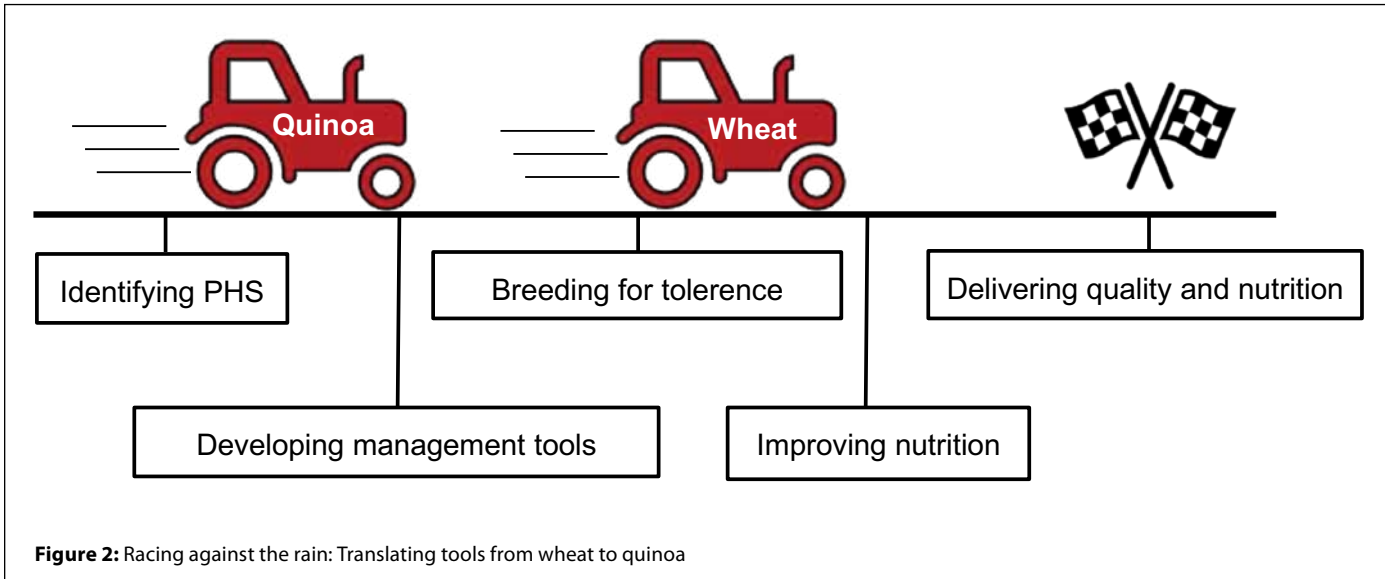 Quinoa
Wheat
Identifying PHS
Breeding for tolerence
Delivering quality and nutrition
Developing management tools
Improving nutrition
Figure 2: Racing against the rain: Translating tools from wheat to quinoa